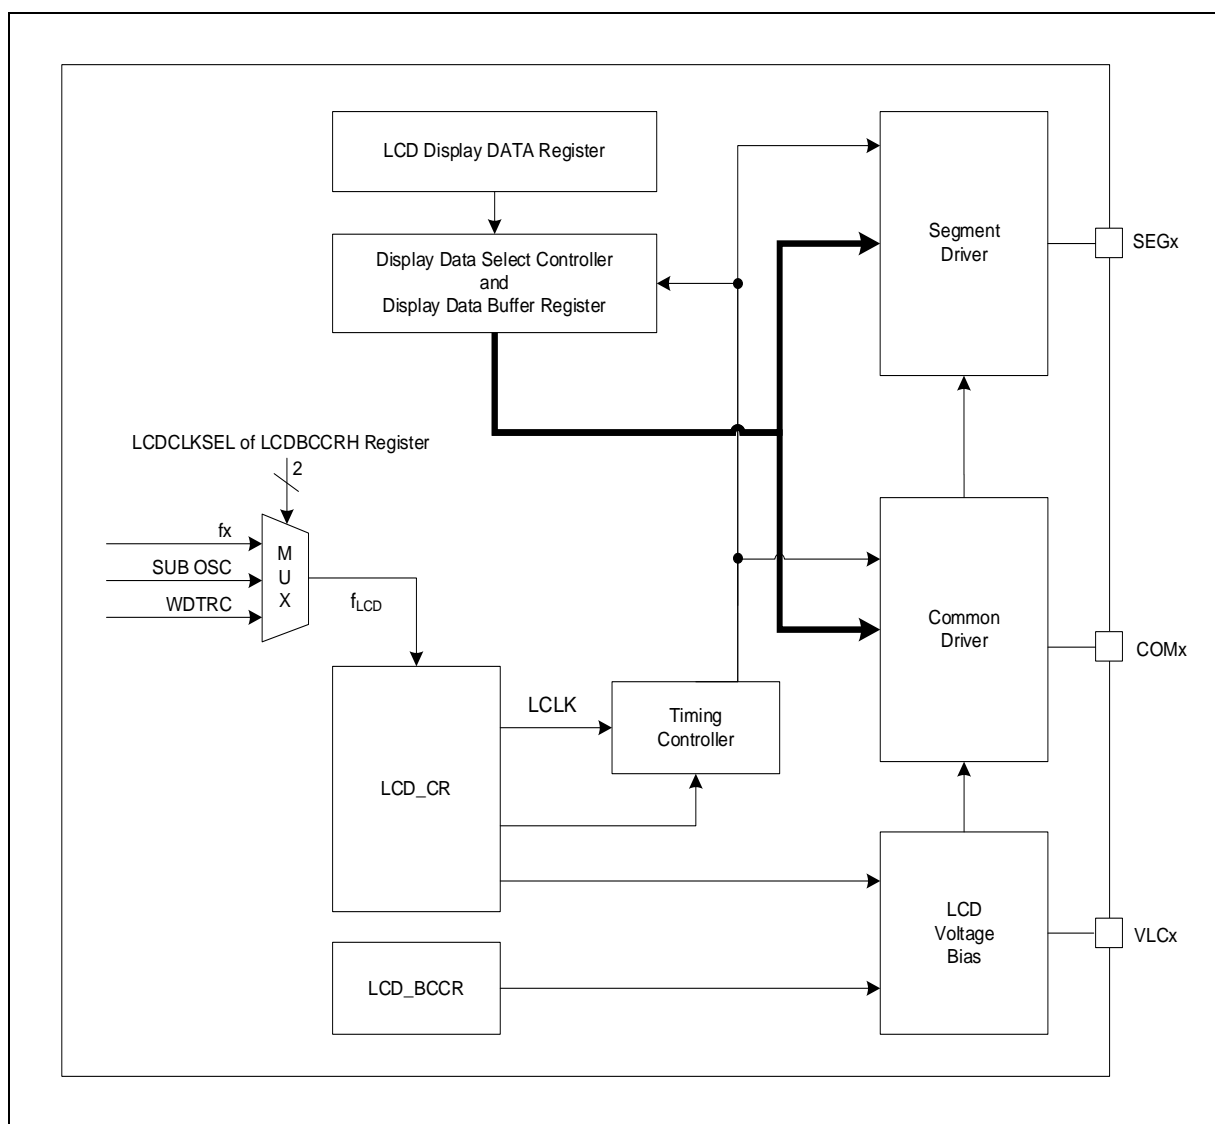 LCD Display DATA Register
Display Data Select Controller
and
Display Data Buffer Register
Segment
Driver
SEGx
LCDCLKSEL of LCDBCCRH Register
2
fx
SUB OSC
WDTRC
M
U
X
fLCD
Common
Driver
COMx
LCLK
Timing
Controller
LCD_CR
LCD
Voltage
Bias
VLCx
LCD_BCCR